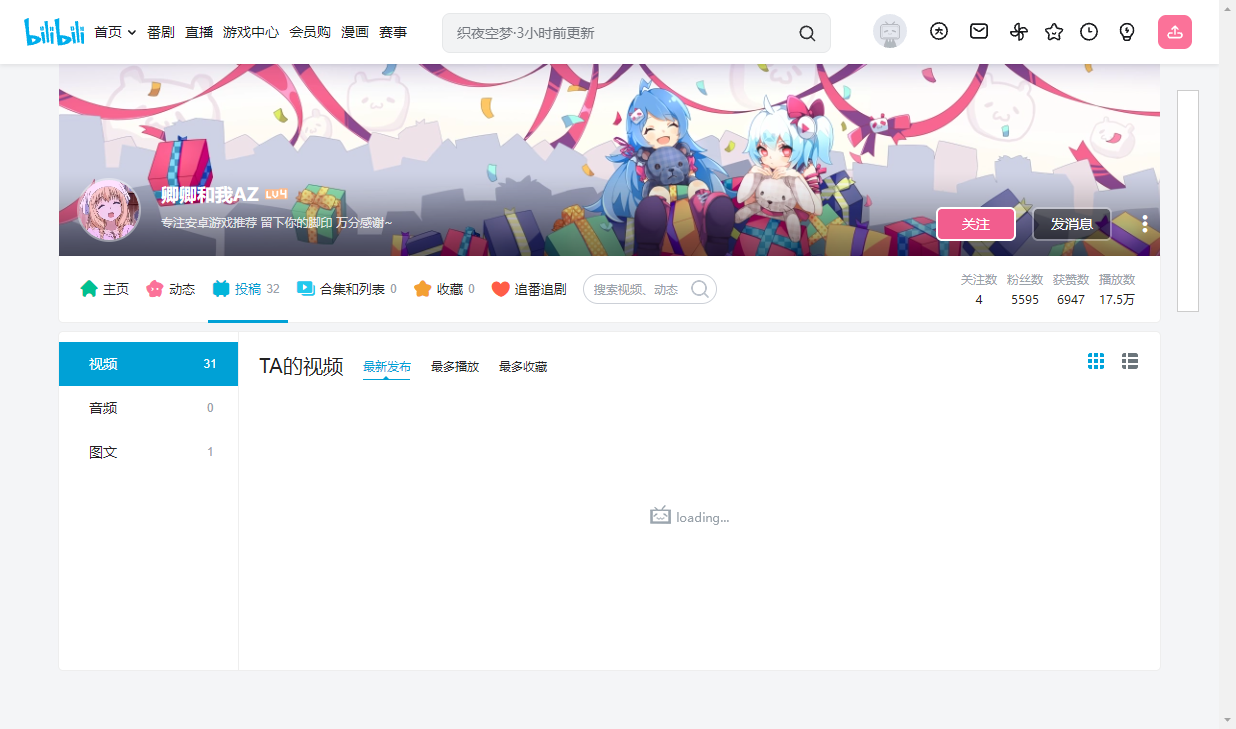 bilibili 首页 番剧 直播 游戏中心 会员购 漫画 赛事 织夜空梦·3小时前更新
卿卿和我AZ LV4
专注安卓游戏推荐 留下你的脚印 万分感谢~
关注 发消息
主页 动态 投稿 32 合集和列表 0 收藏 0 追番追剧 搜索视频、动态
关注数 粉丝数 获赞数 播放数
4 5595 6947 17.5万
视频 31
音频 0
图文 1
TA的视频 最新发布 最多播放 最多收藏
loading...